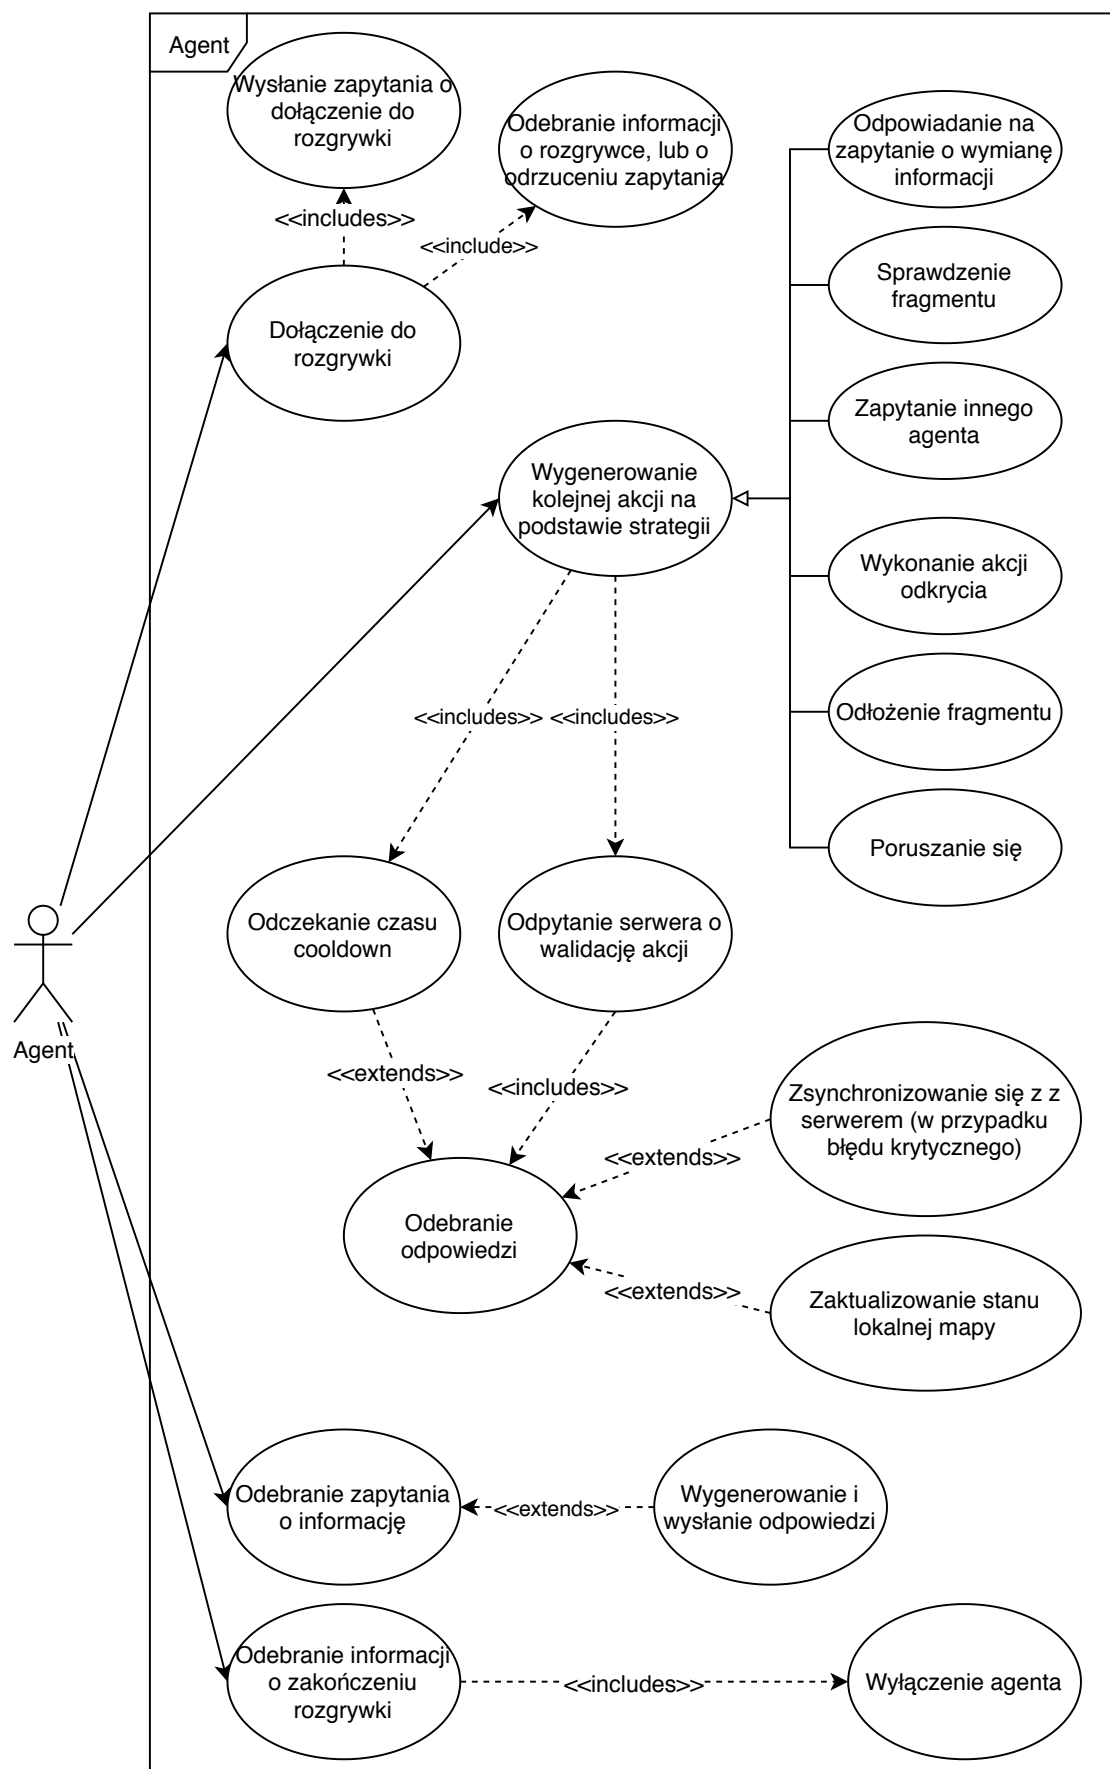 Agent
Wysłanie zapytania o
dołączenie do
rozgrywki
Odebranie informacji
o rozgrywce, lub o
odrzuceniu zapytania
Odpowiadanie na
zapytanie o wymianę
informacji
<<includes>>
<<include>>
Dołączenie do
rozgrywki
Sprawdzenie
fragmentu
Zapytanie innego
agenta
Wygenerowanie
kolejnej akcji na
podstawie strategii
Wykonanie akcji
odkrycia
Odłożenie fragmentu
<<includes>>
<<includes>>
Poruszanie się
Odczekanie czasu
cooldown
Odpytanie serwera o
walidację akcji
Agent
<<extends>>
<<includes>>
Zsynchronizowanie się z z
serwerem (w przypadku
błędu krytycznego)
<<extends>>
Odebranie
odpowiedzi
<<extends>>
Zaktualizowanie stanu
lokalnej mapy
Odebranie zapytania
o informację
<<extends>>
Wygenerowanie i
wysłanie odpowiedzi
Odebranie informacji
o zakończeniu
rozgrywki
<<includes>>
Wyłączenie agenta